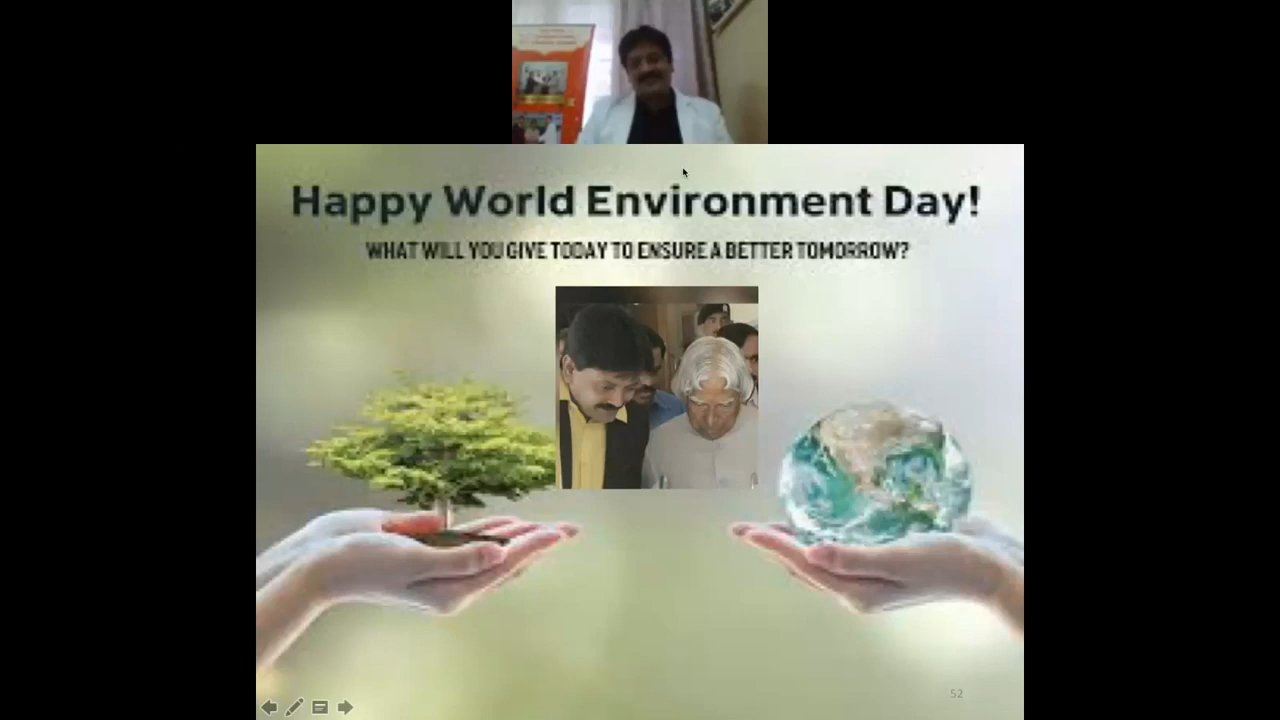 Happy World Environment Day!
WHAT WILL YOU GIVE TODAY TO ENSURE A BETTER TOMORROW?
52